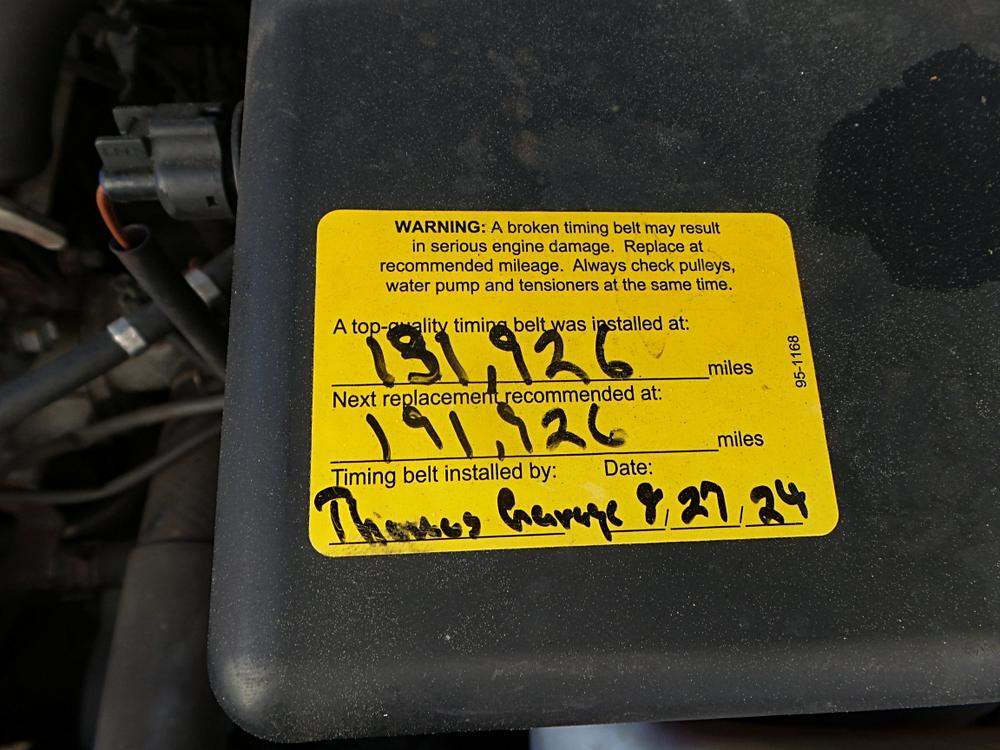 WARNING: A broken timing belt may result
in serious engine damage. Replace at
recommended mileage. Always check pulleys,
water pump and tensioners at the same time.
A top-quality timing belt was installed at:
131,926 miles
Next replacement recommended at:
191,926 miles
Timing belt installed by: Date:
Thomas Garage 9/27/24
95-1168